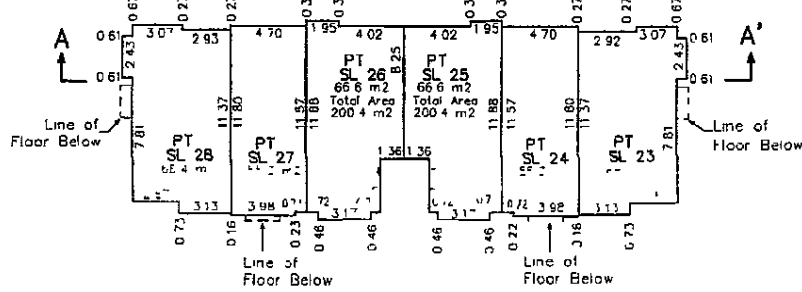 A
A'
0 61
3.07
2.93
4.70
1.95
4.02
4.02
1.95
4.70
2.92
3.07
0.61
2.43
2.43
0 61
0.61
PT
SL 26
66.6 m2
Total Area
200.4 m2
8 25
PT
SL 25
66.6 m2
Total Area
200.4 m2
Line of
Floor Below
7.81
11.37
11.80
11.57
11.88
11.88
11.57
11.80
11.37
7.81
Line of
Floor Below
PT
SL 28
PT
SL 27
1.36
1.36
PT
SL 24
PT
SL 23
3.13
3.98
3.17
3.17
0.72
3.98
3.13
0.73
0.16
0.23
0.46
0.46
0.46
0.46
0.22
0.16
0.73
Line of
Floor Below
Line of
Floor Below